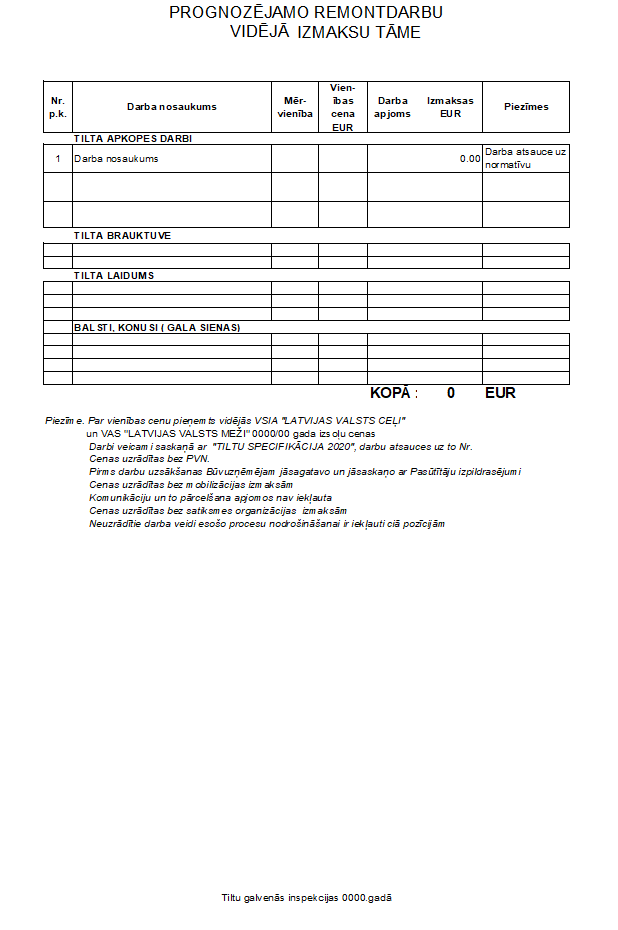 PROGNOZĒJAMO REMONTDARBU
VIDĒJĀ IZMAKSU TĀME
Nr. p.k. Darba nosaukums Mēr-vienība Vien-ības cena EUR Darba apjoms Izmaksas EUR Piezīmes
TILTA APKOPES DARBI
1 Darba nosaukums 0.00 Darba atsauce uz normatīvu
TILTA BRAUKTUVE
TILTA LAIDUMS
BALSTI, KONUSI ( GALA SIENAS)
KOPĀ : 0 EUR
Piezīme. Par vienības cenu pieņemts vidējās VSIA "LATVIJAS VALSTS CEĻI"
un VAS "LATVIJAS VALSTS MEŽI" 0000/00 gada izsoļu cenas
Darbi veicami saskaņā ar "TILTU SPECIFIKĀCIJA 2020", darbu atsauces uz to Nr.
Cenas uzrādītas bez PVN.
Pirms darbu uzsākšanas Būvuzņēmējam jāsagatavo un jāsaskaņo ar Pasūtītāju izpildrasējumi
Cenas uzrādītas bez mobilizācijas izmaksām
Komunikāciju un to pārcelšana apjomos nav iekļauta
Cenas uzrādītas bez satiksmes organizācijas izmaksām
Neuzrādītie darba veidi esošo procesu nodrošināšanai ir iekļauti citā pozīcijām
Tiltu galvenās inspekcijas 0000.gadā